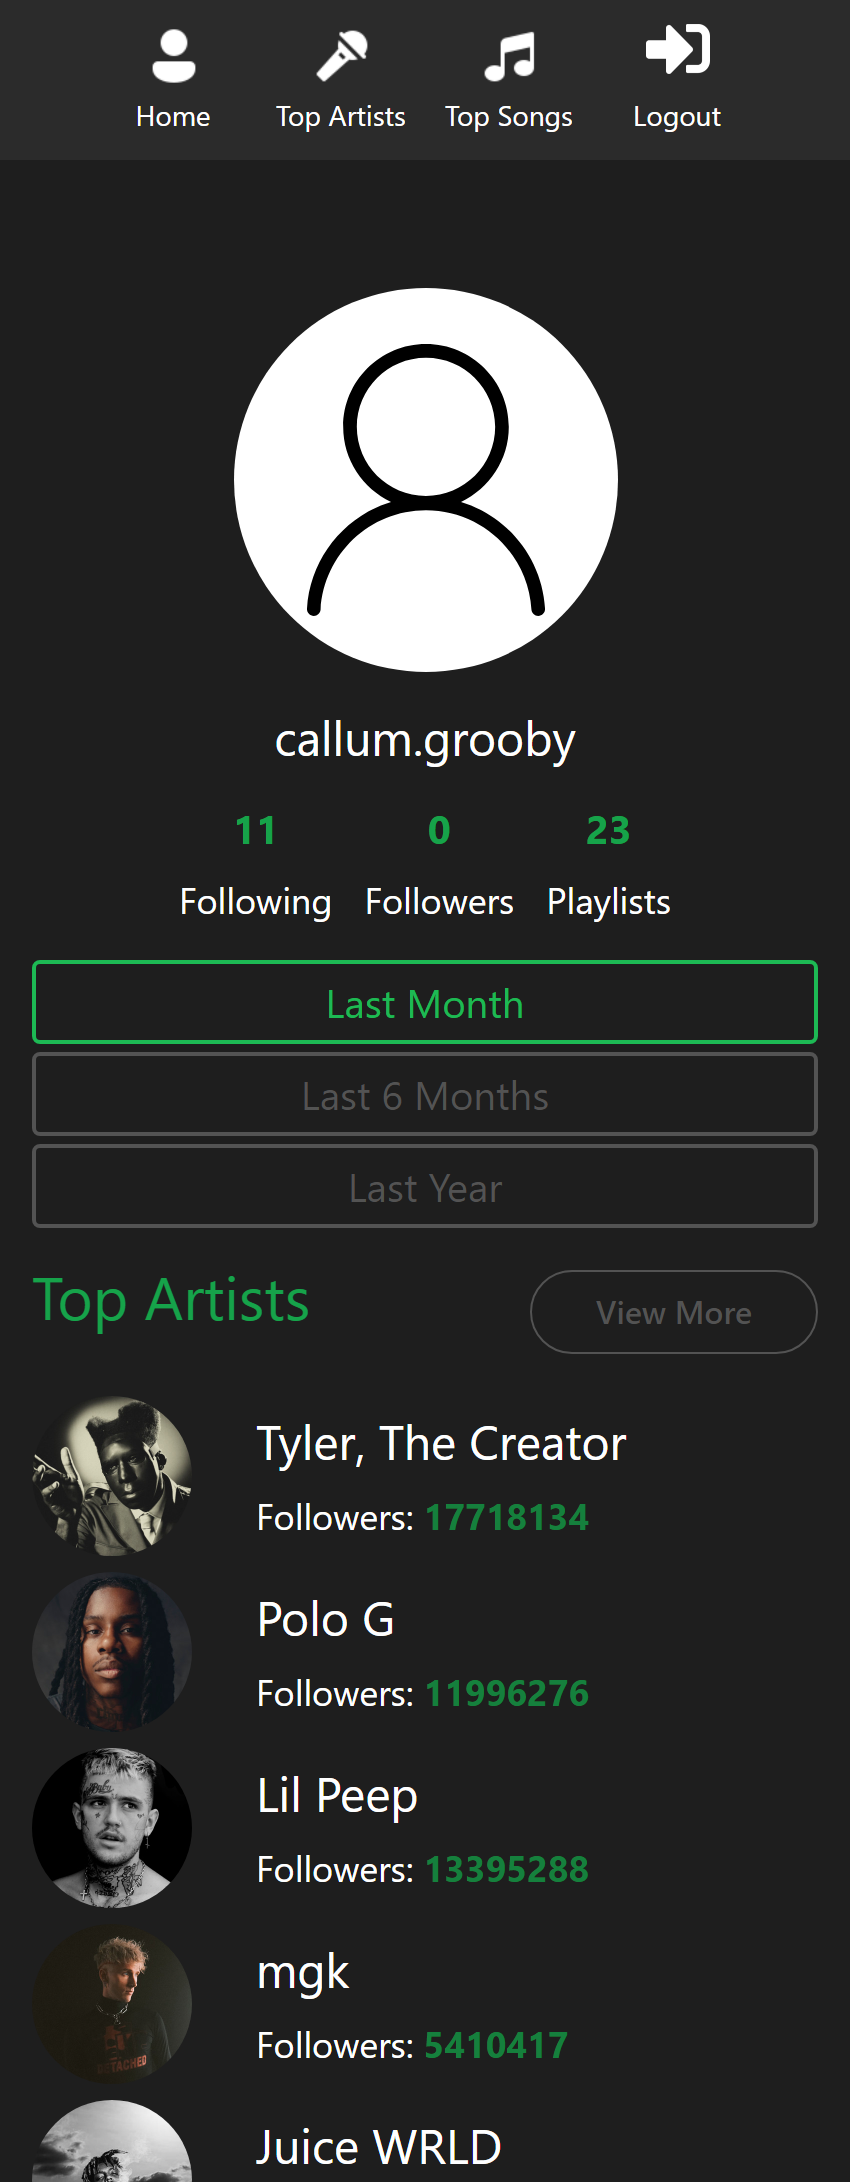 Home Top Artists Top Songs Logout
callum.grooby
11 0 23
Following Followers Playlists
Last Month
Last 6 Months
Last Year
Top Artists View More
Tyler, The Creator
Followers: 17718134
Polo G
Followers: 11996276
Lil Peep
Followers: 13395288
mgk
Followers: 5410417
Juice WRLD